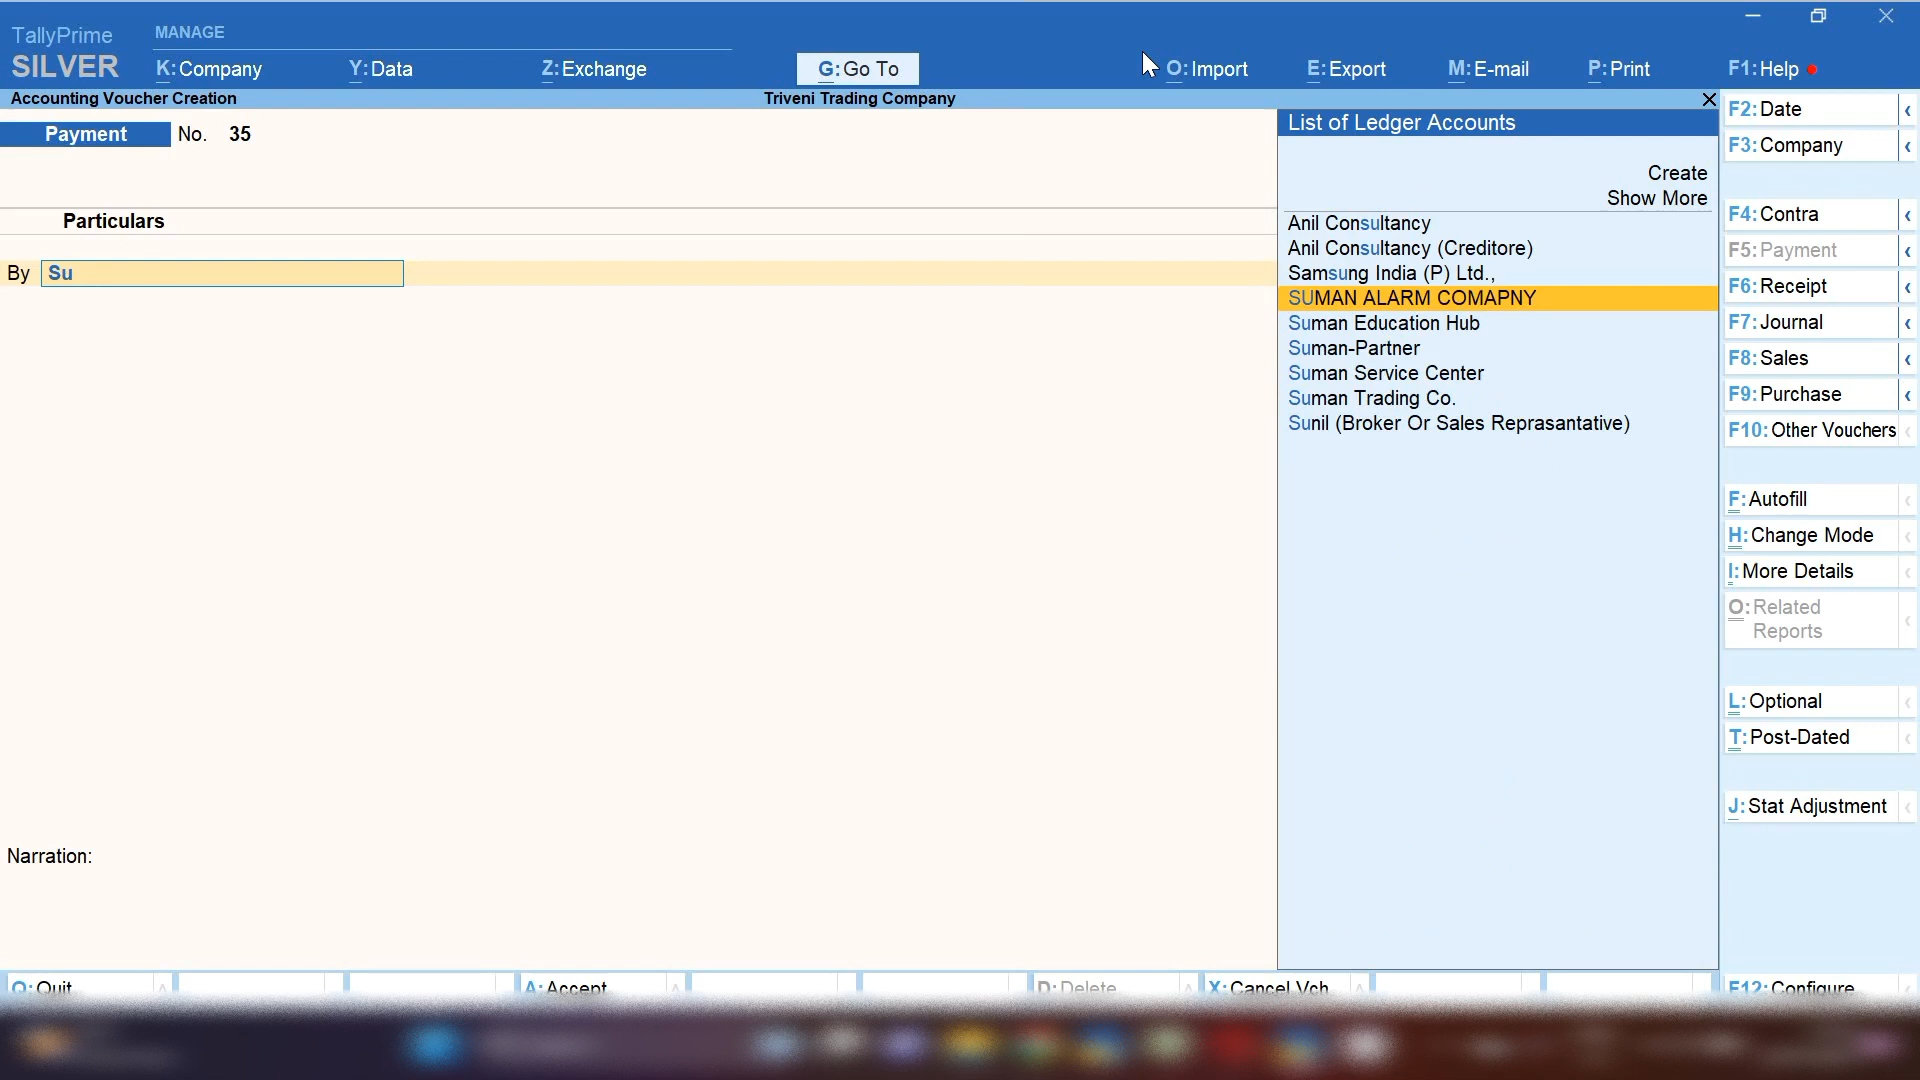 TallyPrime
SILVER
MANAGE
K:Company
Y:Data
Z:Exchange
G:Go To
O:Import
E:Export
M:E-mail
P:Print
F1:Help
Accounting Voucher Creation
Triveni Trading Company
Payment No. 35
Particulars
By Su
Narration:
List of Ledger Accounts
Create
Show More
Anil Consultancy
Anil Consultancy (Creditore)
Samsung India (P) Ltd.,
SUMAN ALARM COMAPNY
Suman Education Hub
Suman-Partner
Suman Service Center
Suman Trading Co.
Sunil (Broker Or Sales Reprasantative)
F2:Date
F3:Company
F4:Contra
F5:Payment
F6:Receipt
F7:Journal
F8:Sales
F9:Purchase
F10:Other Vouchers
F:Autofill
H:Change Mode
I:More Details
O:Related
Reports
L:Optional
T:Post-Dated
J:Stat Adjustment
Q:Quit
A:Accept
D:Delete
X:Cancel Vch
F12:Configure